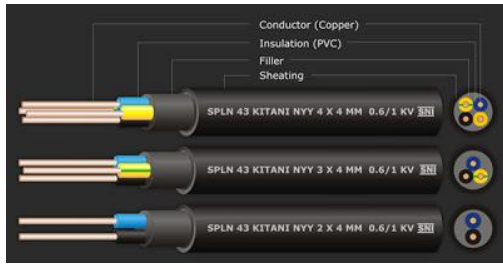 Conductor (Copper)
Insulation (PVC)
Filler
Sheating
SPLN 43 KITANI NYY 4 X 4 MM 0.6/1 KV SNI
SPLN 43 KITANI NYY 3 X 4 MM 0.6/1 KV SNI
SPLN 43 KITANI NYY 2 X 4 MM 0.6/1 KV SNI